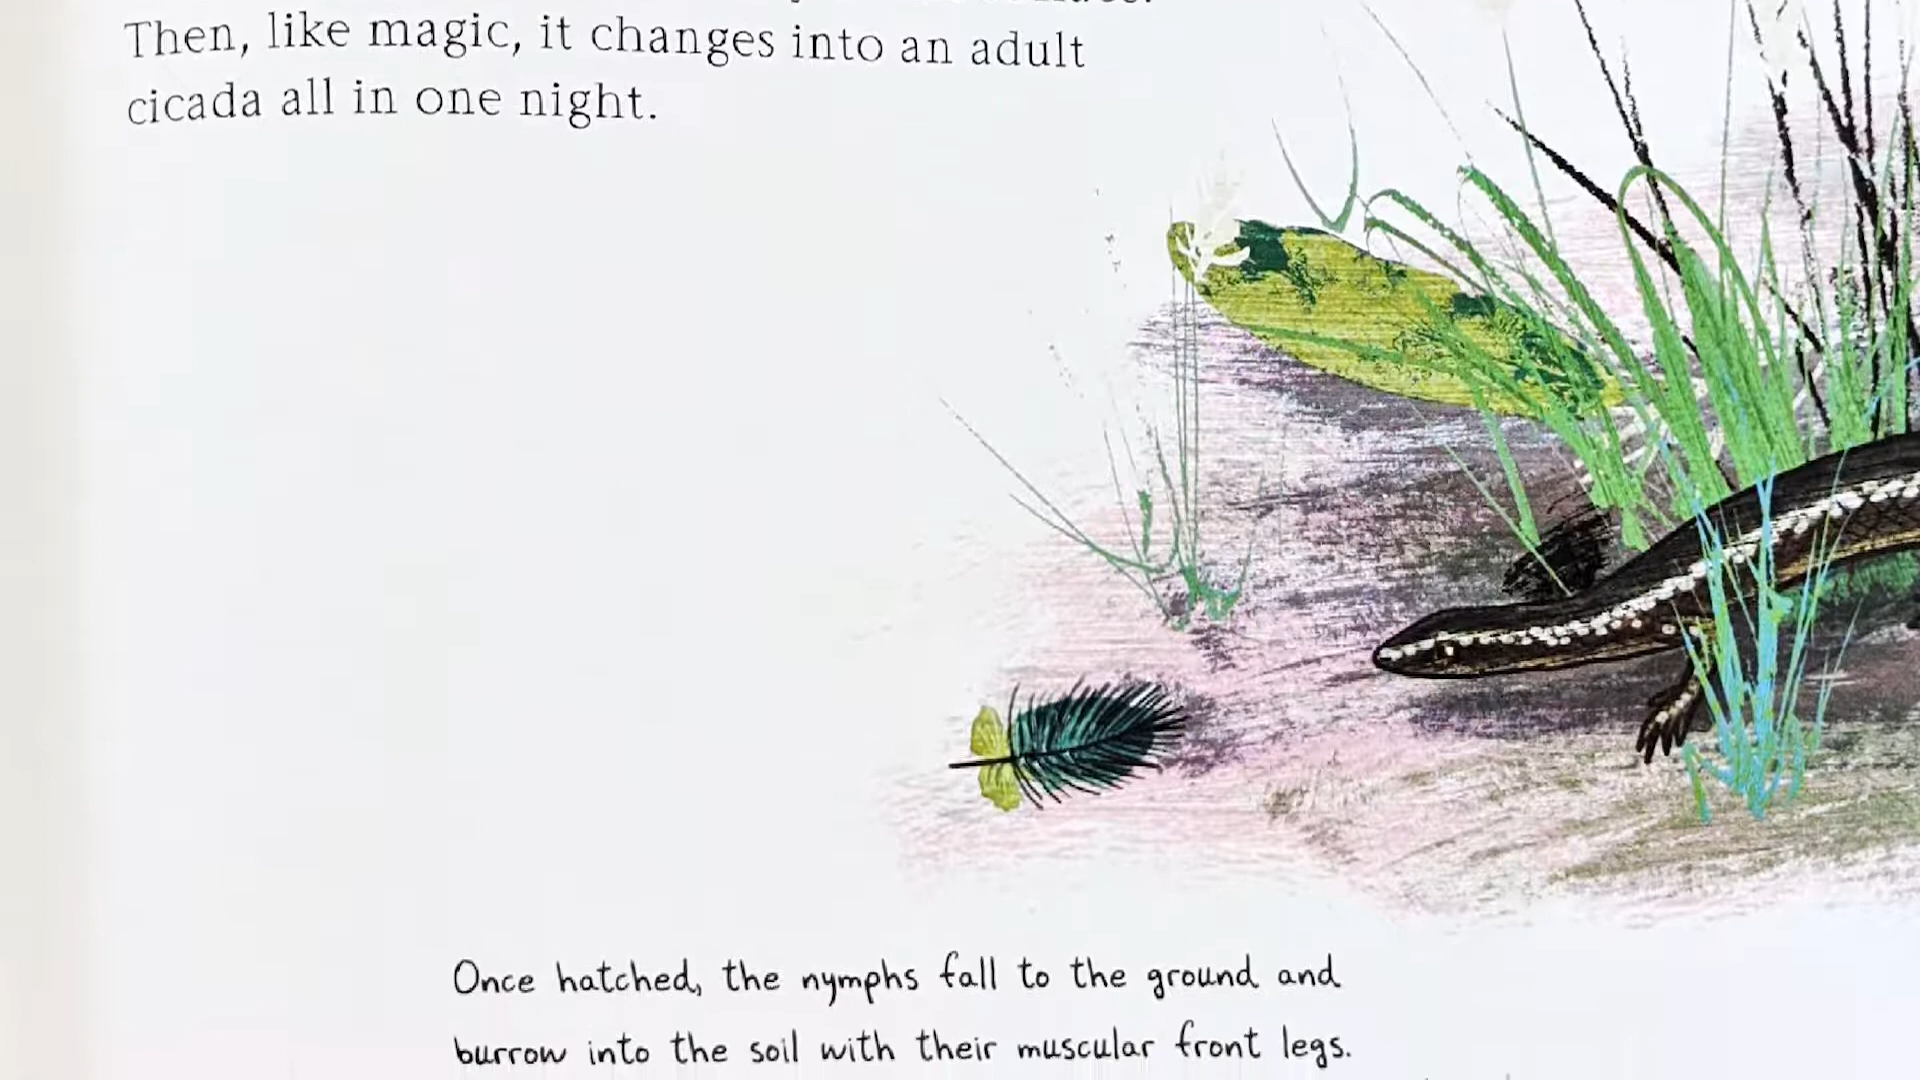 Then, like magic, it changes into an adult
cicada all in one night.
Once hatched, the nymphs fall to the ground and
burrow into the soil with their muscular front legs.